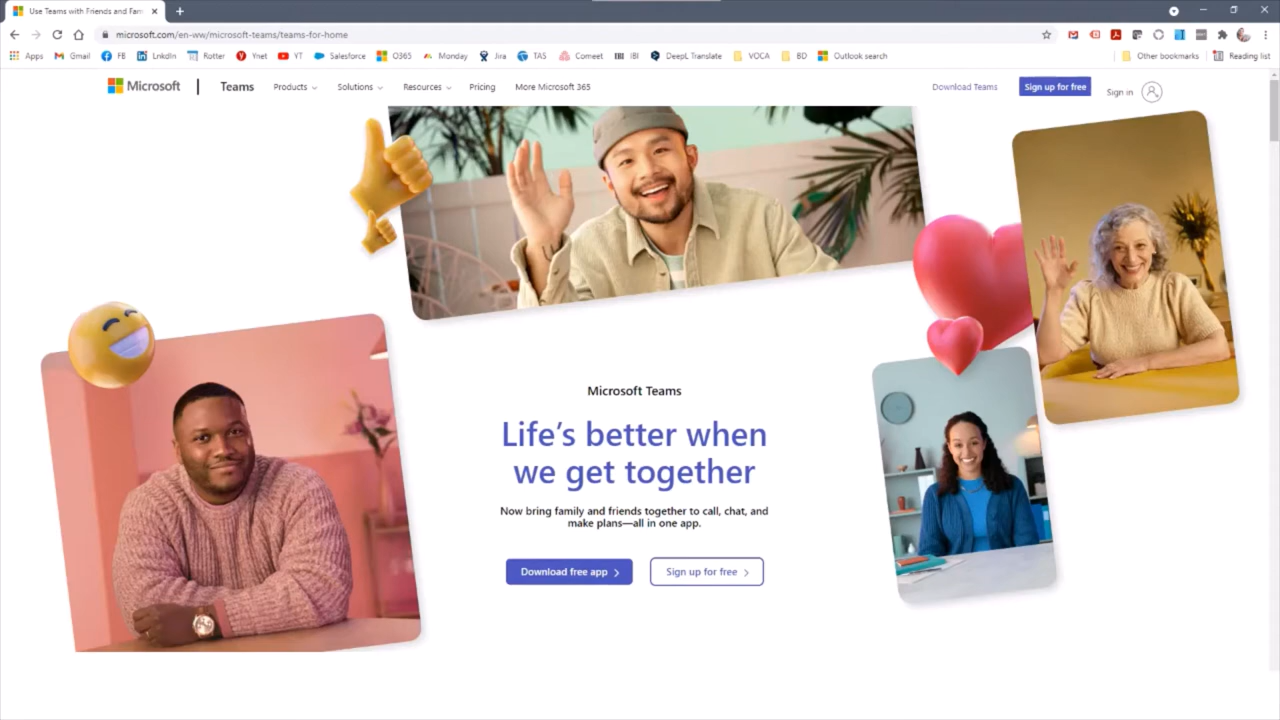 Use Teams with Friends and Fam
microsoft.com/en-ww/microsoft-teams/teams-for-home
Apps Gmail FB LnkdIn Rotter Ynet YT Salesforce O365 Monday Jira TAS Comeet IBI DeepL Translate VOCA BD Outlook search Other bookmarks Reading list
Microsoft Teams Products Solutions Resources Pricing More Microsoft 365 Download Teams Sign up for free Sign in
Microsoft Teams
Life's better when
we get together
Now bring family and friends together to call, chat, and
make plans—all in one app.
Download free app Sign up for free